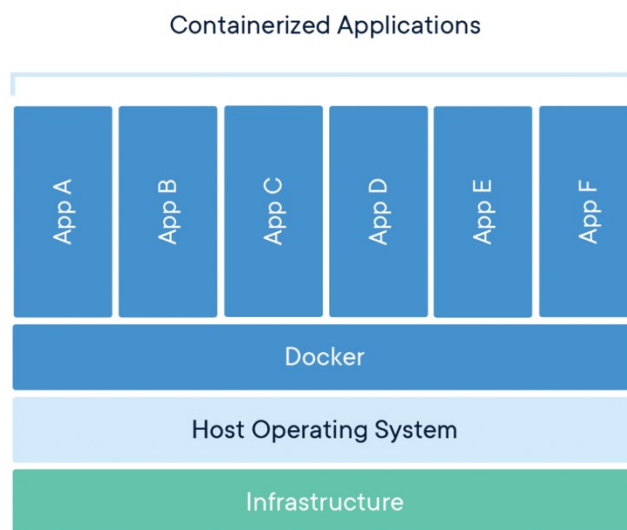 Containerized Applications
App A
App B
App C
App D
App E
App F
Docker
Host Operating System
Infrastructure